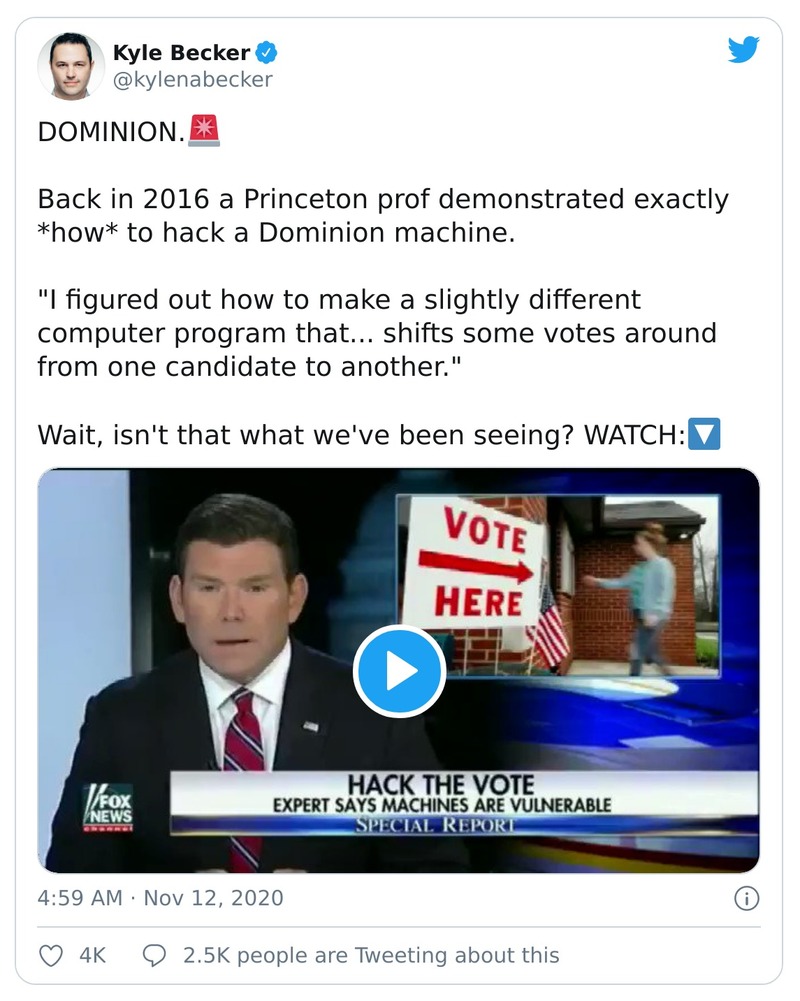 Kyle Becker
@kylenabecker
DOMINION.🚨
Back in 2016 a Princeton prof demonstrated exactly
*how* to hack a Dominion machine.
"I figured out how to make a slightly different
computer program that... shifts some votes around
from one candidate to another."
Wait, isn't that what we've been seeing? WATCH:🔽
VOTE
HERE
FOX
NEWS
channel
HACK THE VOTE
EXPERT SAYS MACHINES ARE VULNERABLE
SPECIAL REPORT
4:59 AM · Nov 12, 2020
4K 2.5K people are Tweeting about this